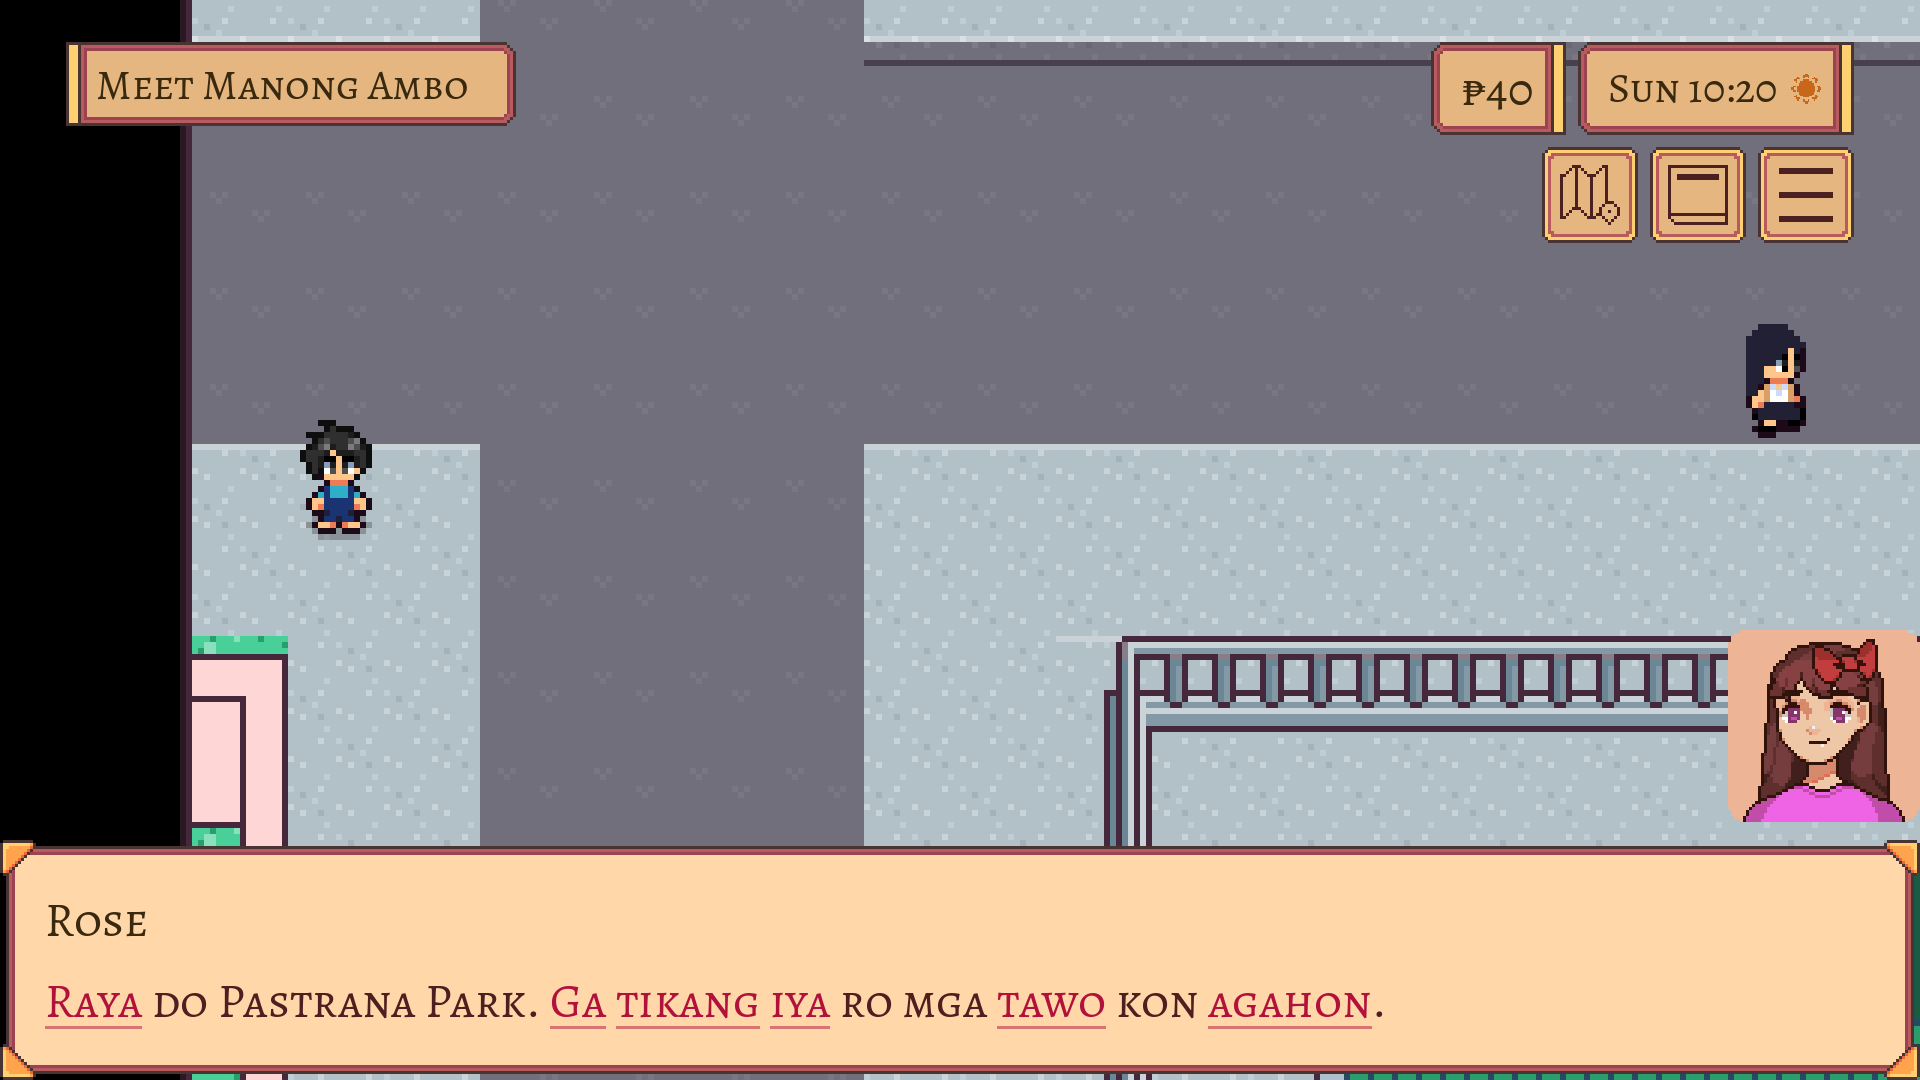 Meet Manong Ambo
₱40
Sun 10:20
Rose
Raya do Pastrana Park. Ga tikang iya ro mga tawo kon agahon.